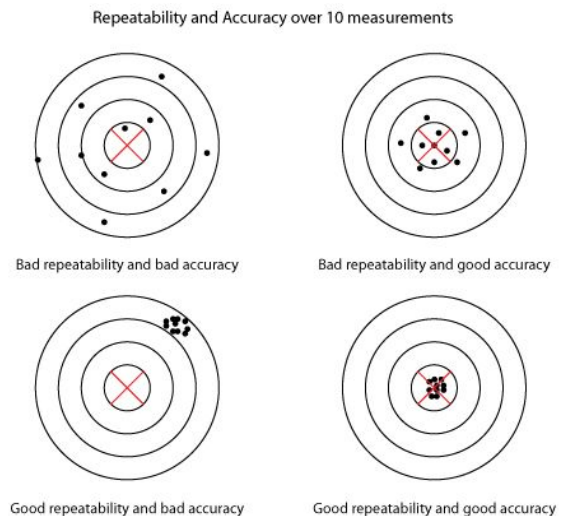 Repeatability and Accuracy over 10 measurements
Bad repeatability and bad accuracy
Bad repeatability and good accuracy
Good repeatability and bad accuracy
Good repeatability and good accuracy